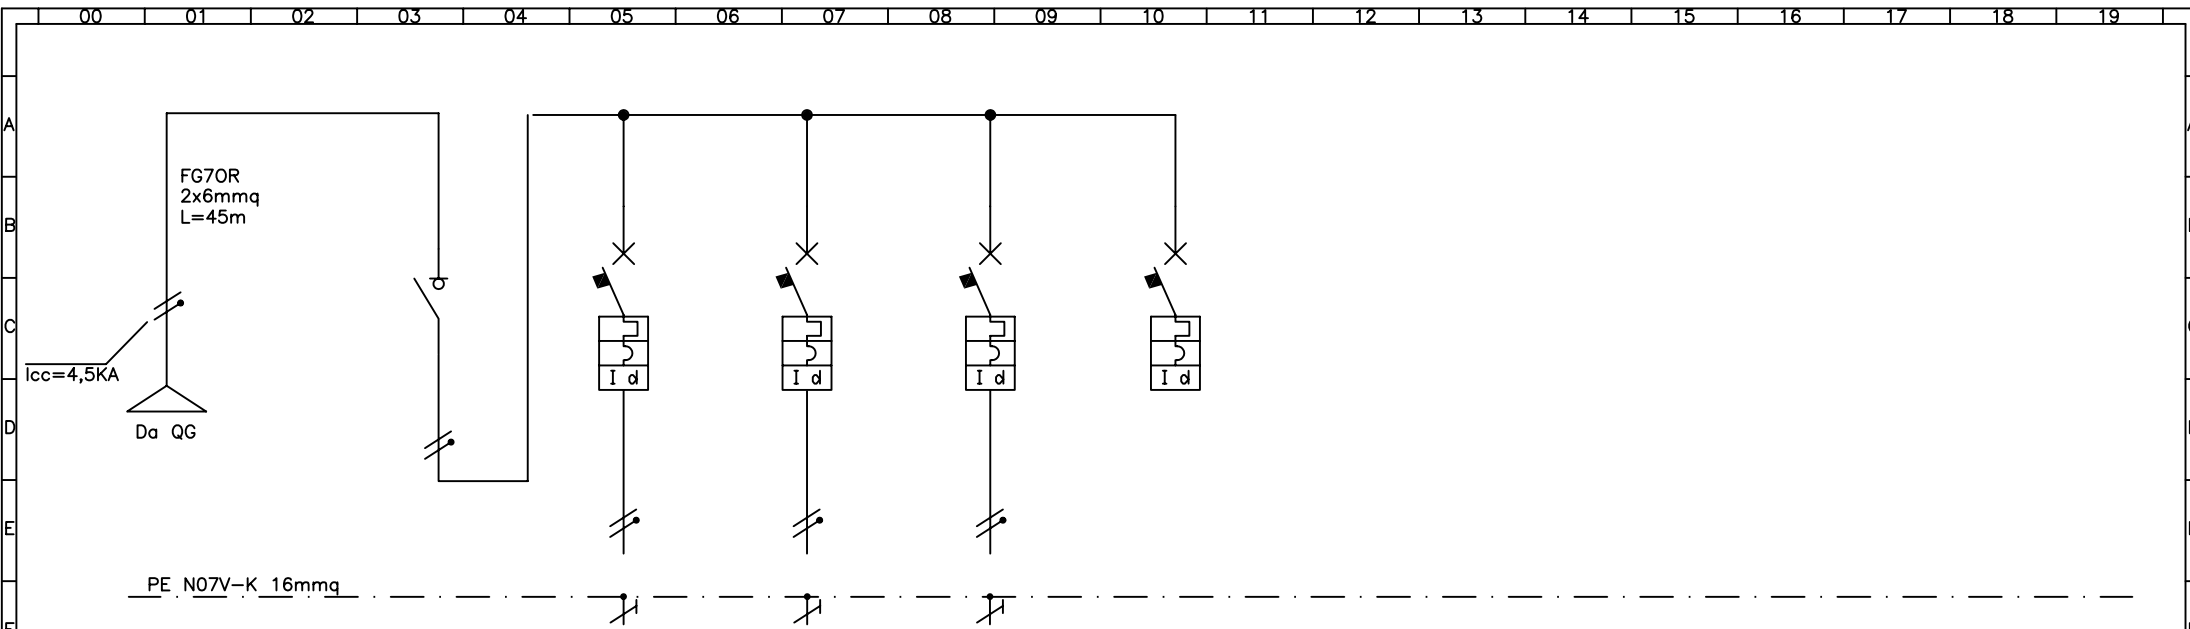 00 01 02 03 04 05 06 07 08 09 10 11 12 13 14 15 16 17 18 19
A
FG7OR
2x6mmq
L=45m
B
C
Icc=4,5KA
I d I d I d I d
D
Da QG
E
PE N07V-K 16mmq